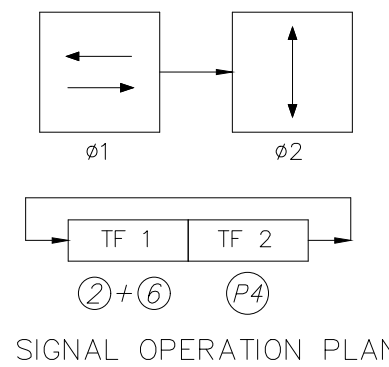 ø1 ø2
TF 1 TF 2
2 + 6 P4
SIGNAL OPERATION PLAN